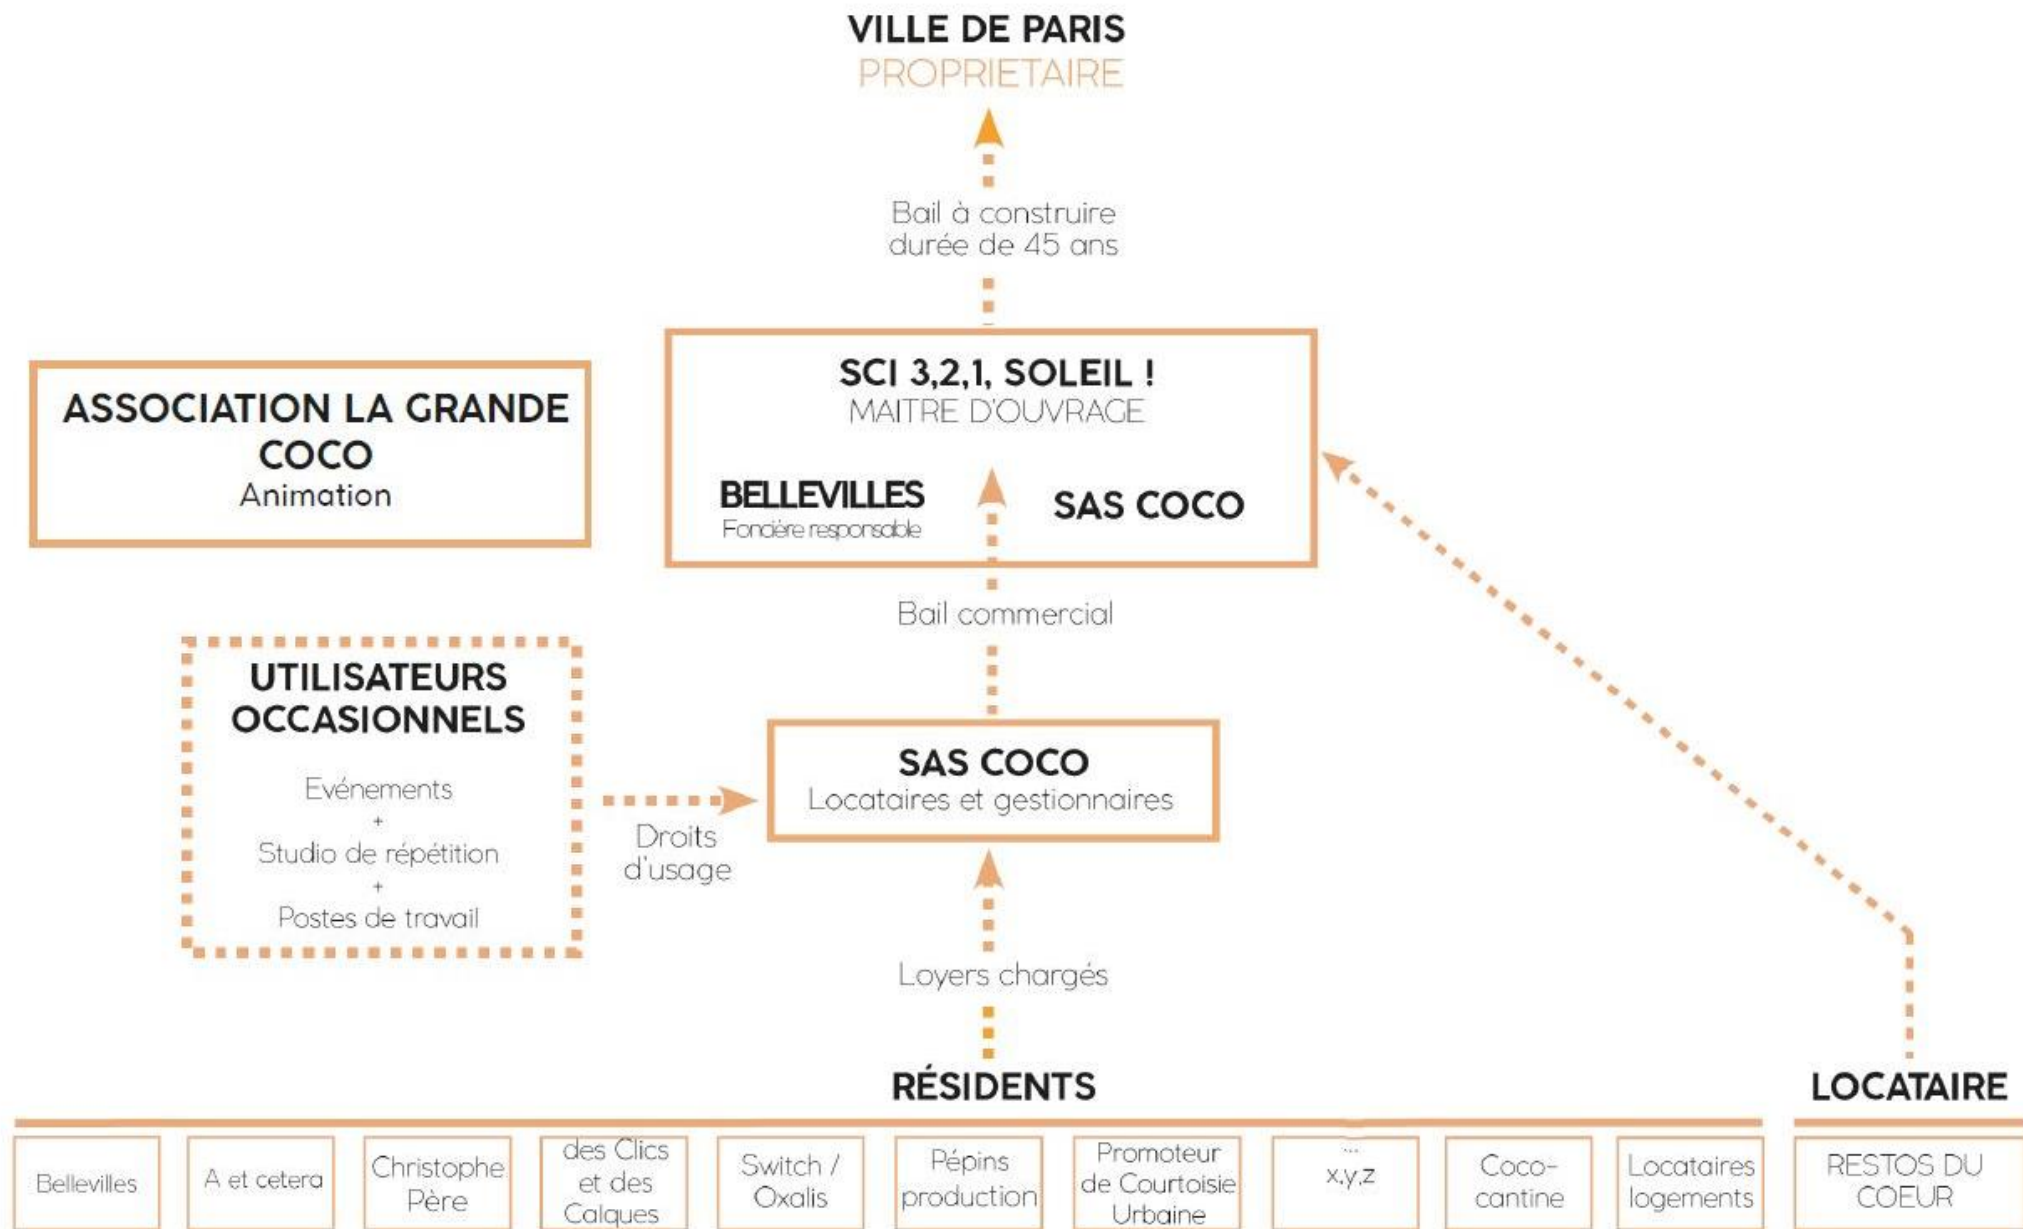 VILLE DE PARIS
PROPRIETAIRE
Bail à construire
durée de 45 ans
SCI 3,2,1, SOLEIL !
MAITRE D'OUVRAGE
BELLEVILLES
Foncière responsable
SAS COCO
ASSOCIATION LA GRANDE
COCO
Animation
Bail commercial
UTILISATEURS
OCCASIONNELS
Evénements
+
Studio de répétition
+
Postes de travail
Droits
d'usage
SAS COCO
Locataires et gestionnaires
Loyers chargés
RÉSIDENTS
Bellevilles
A et cetera
Christophe
Père
des Clics
et des
Calques
Switch /
Oxalis
Pépins
production
Promoteur
de Courtoisie
Urbaine
...
x,y,z
Coco-
cantine
Locataires
logements
LOCATAIRE
RESTOS DU
COEUR